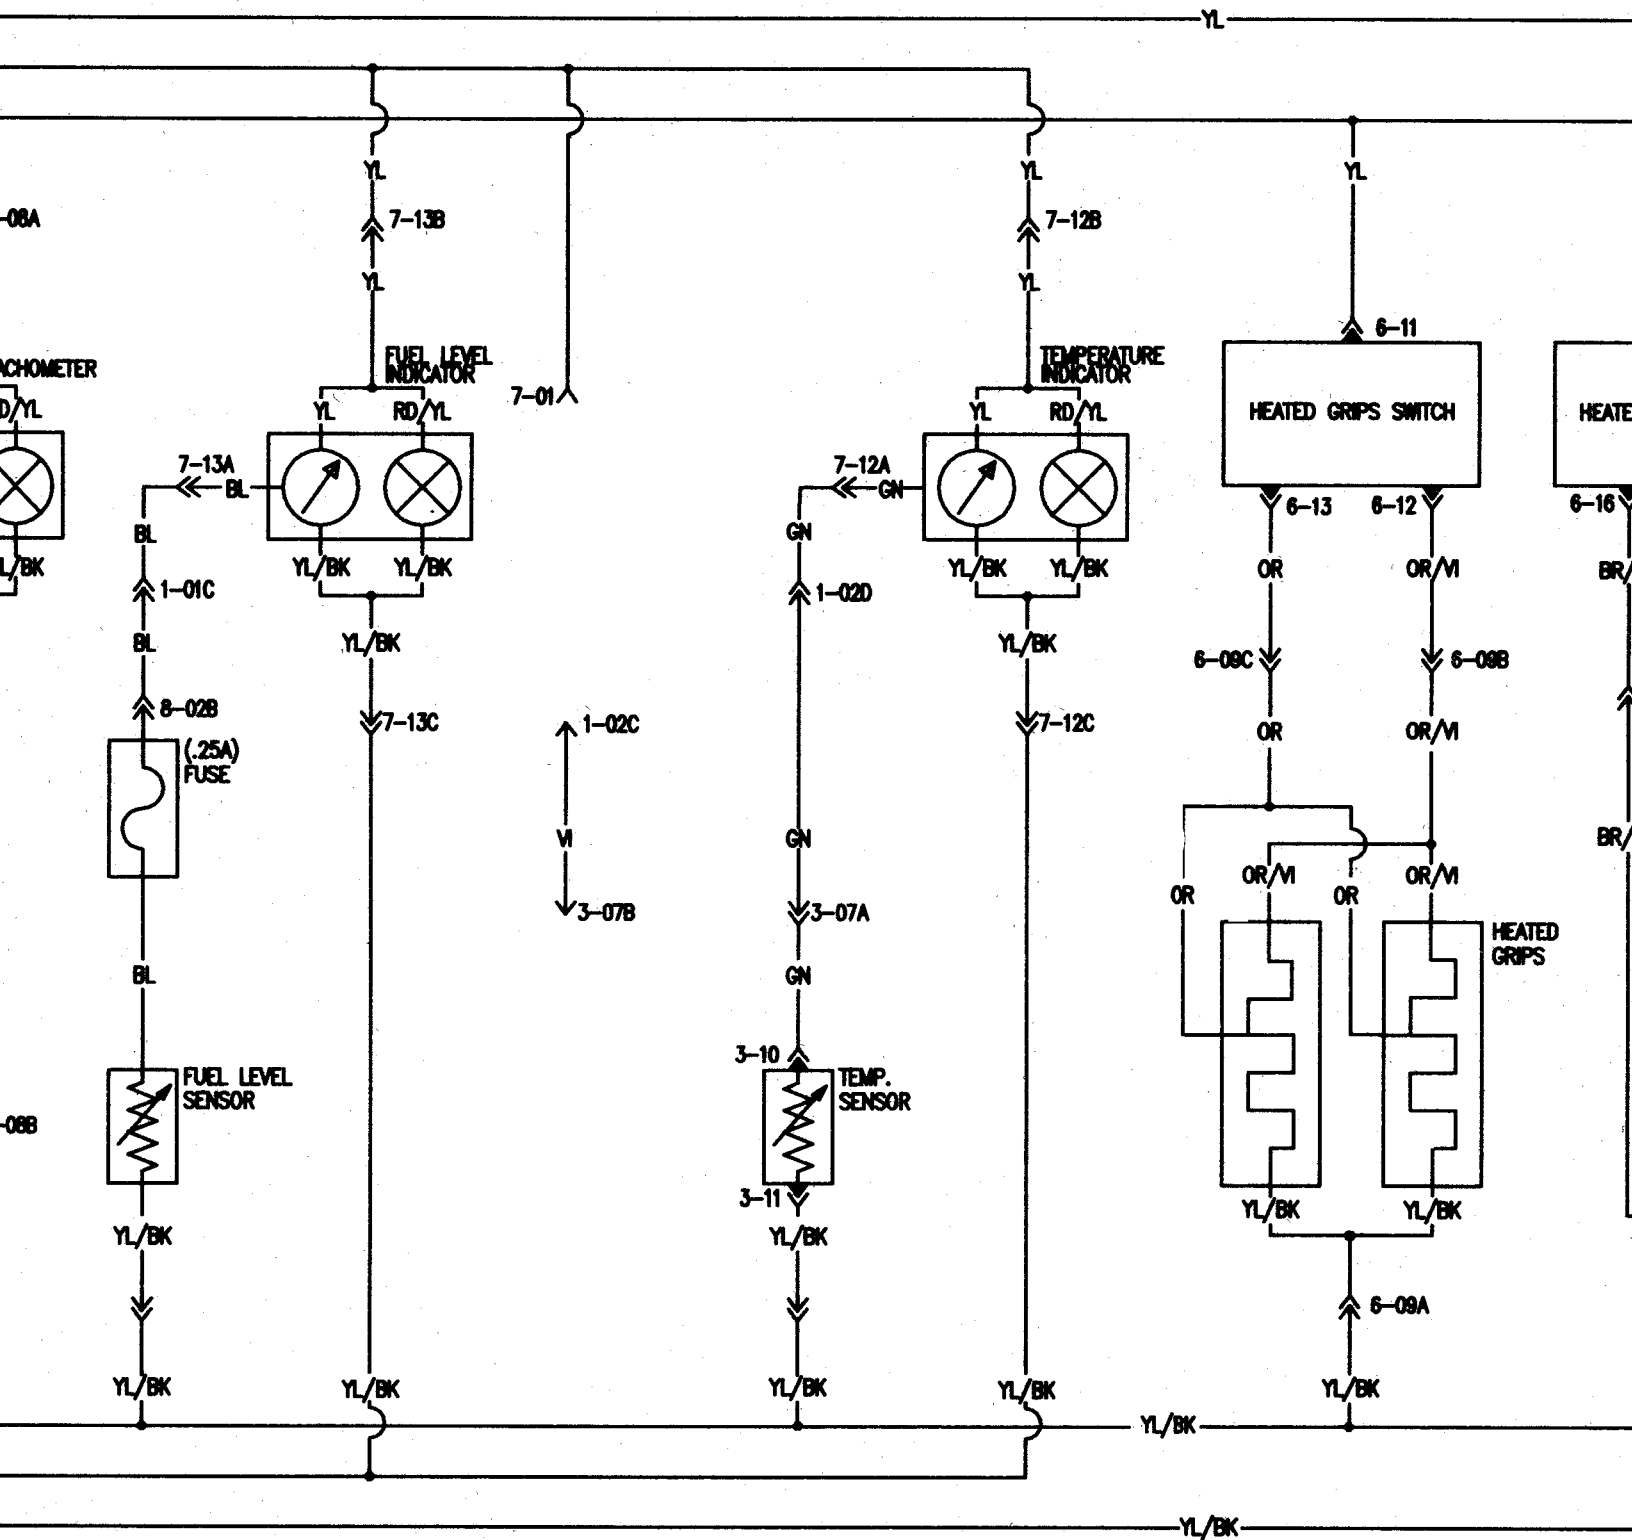 YL
YL
YL
YL
-08A
7-13B
7-12B
YL
YL
6-11
ACHOMETER
FUEL LEVEL
INDICATOR
TEMPERATURE
INDICATOR
D/YL
YL
RD/YL
7-01
YL
RD/YL
HEATED GRIPS SWITCH
HEATE
7-13A
BL
7-12A
GN
6-13
6-12
6-16
BL
GN
L/BK
YL/BK
YL/BK
YL/BK
YL/BK
OR
OR/VI
BR/
1-01C
1-02D
BL
YL/BK
YL/BK
6-09C
6-09B
8-02B
7-13C
1-02C
7-12C
OR
OR/VI
(.25A)
FUSE
VI
GN
BR/
OR/VI
OR/VI
OR
OR
3-07B
3-07A
HEATED
GRIPS
BL
GN
3-10
FUEL LEVEL
SENSOR
TEMP.
SENSOR
3-11
YL/BK
YL/BK
YL/BK
YL/BK
6-09A
YL/BK
YL/BK
YL/BK
YL/BK
YL/BK
YL/BK
YL/BK